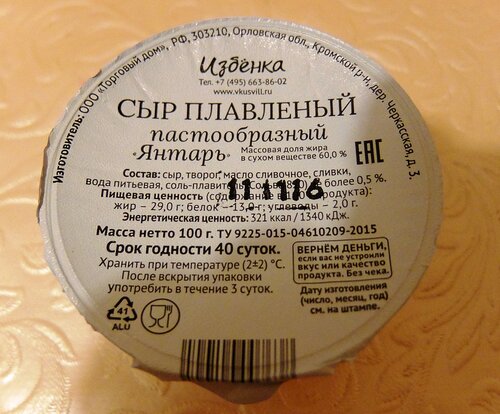 Изготовитель: ООО «Торговый дом», РФ, 303210, Орловская обл., Кромской р-н, дер. Черкасская, д. 3.
Избёнка
Тел. +7 (495) 663-86-02
www.vkusvill.ru
СЫР ПЛАВЛЕНЫЙ
пастообразный
«Янтарь»
Массовая доля жира
в сухом веществе 60,0 %
EAC
Состав: сыр, творог, масло сливочное, сливки,
вода питьевая, соль-плавитель более 0,5 %.
Пищевая ценность продукта):
жир – 29,0 г; белок – 13,0 г; углеводы – 2,0 г.
111116
Энергетическая ценность: 321 ккал / 1340 кДж.
Масса нетто 100 г. ТУ 9225-015-04610209-2015
Срок годности 40 суток.
Хранить при температуре (2±2) °C.
После вскрытия упаковки
употребить в течение 3 суток.
ВЕРНЁМ ДЕНЬГИ,
если вас не устроили
вкус или качество
продукта. Без чека.
Дату изготовления
(число, месяц, год)
см. на штампе.
41
ALU